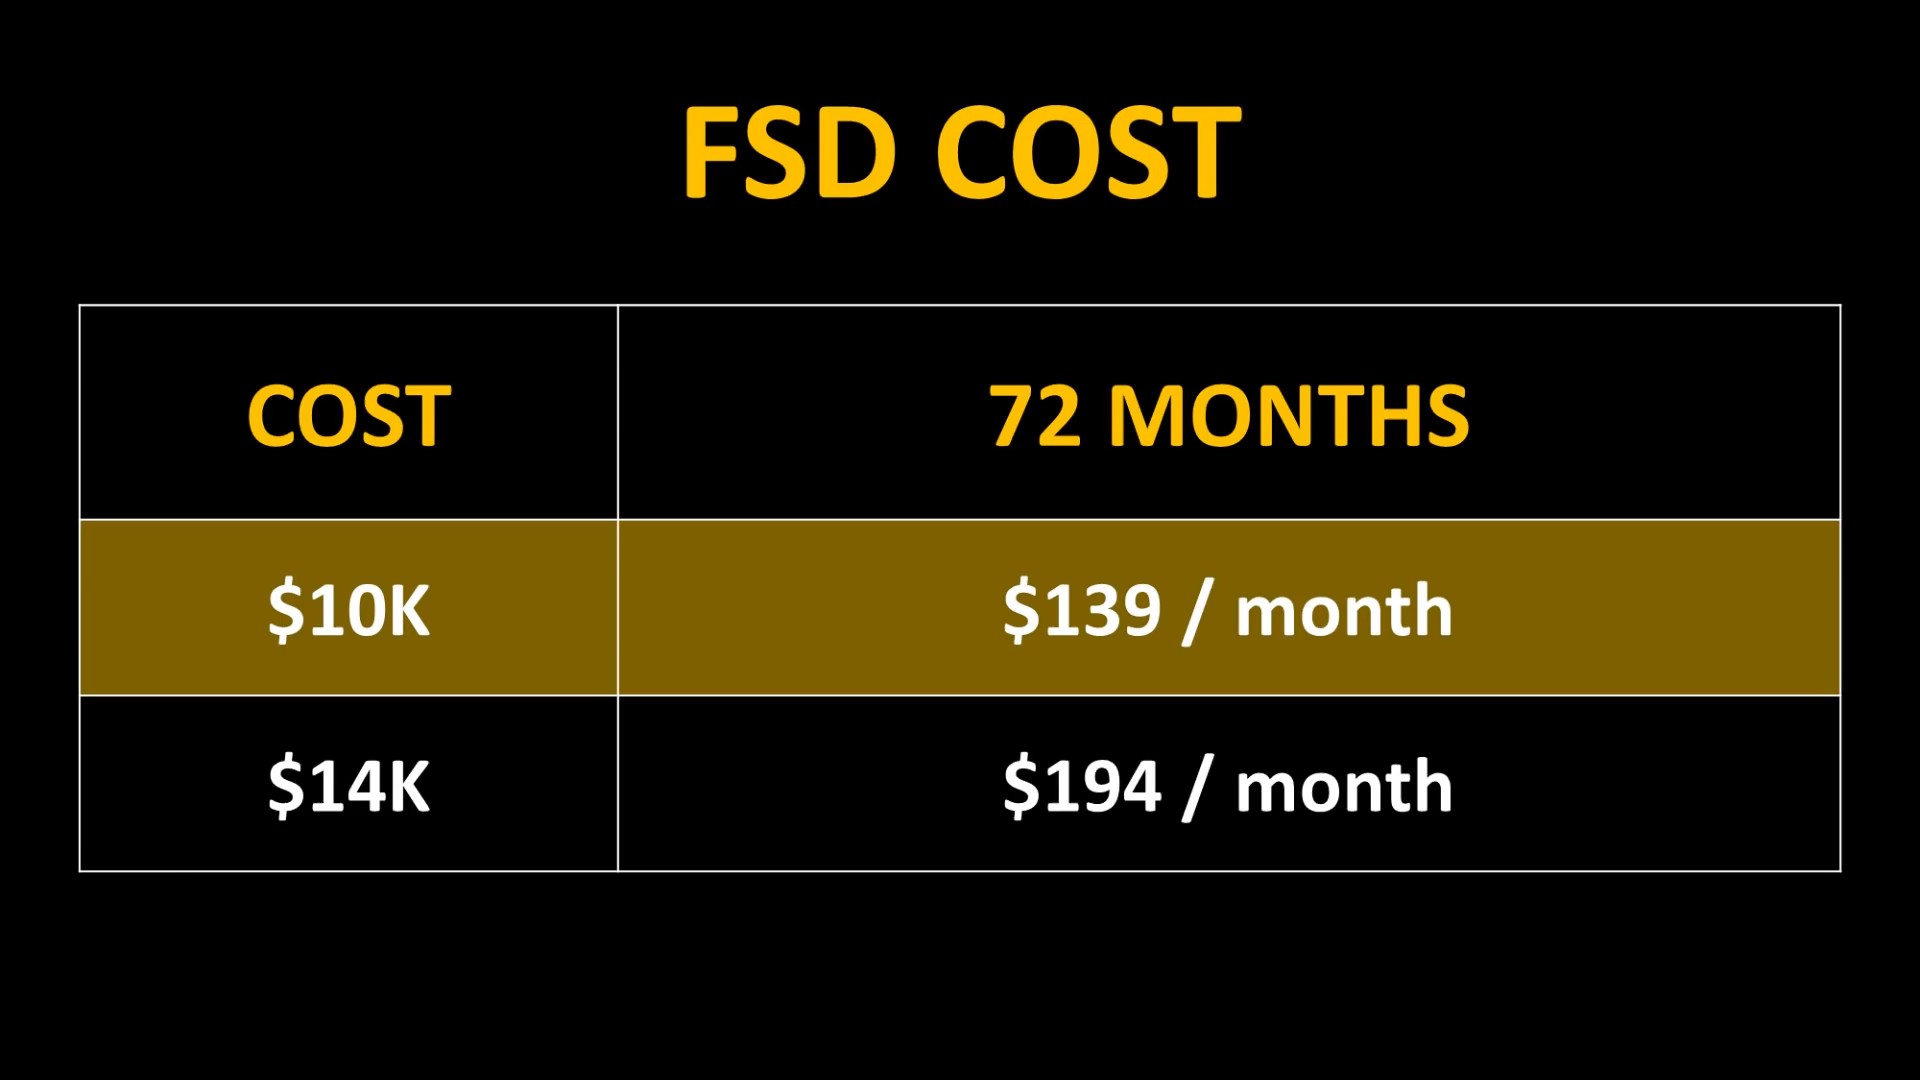 FSD COST
COST
72 MONTHS
$10K
$139 / month
$14K
$194 / month